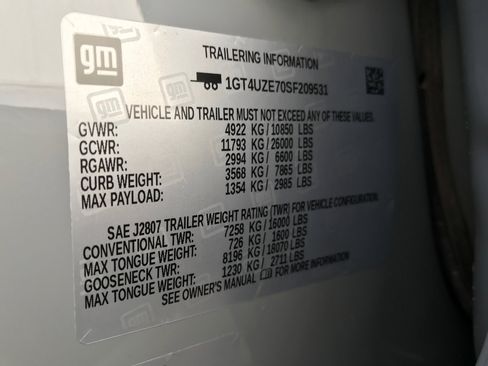 gm
TRAILERING INFORMATION
1GT4UZE70SF209531
VEHICLE AND TRAILER MUST NOT EXCEED ANY OF THESE VALUES.
GVWR: 4922 KG/ 10850 LBS
GCWR: 11793 KG/ 26000 LBS
RGAWR: 2994 KG/ 6600 LBS
CURB WEIGHT: 3568 KG/ 7865 LBS
MAX PAYLOAD: 1354 KG/ 2985 LBS
SAE J2807 TRAILER WEIGHT RATING (TWR) FOR VEHICLE CONFIGURATION.
CONVENTIONAL TWR: 7258 KG/ 16000 LBS
MAX TONGUE WEIGHT: 726 KG/ 1600 LBS
GOOSENECK TWR: 8196 KG/ 18070 LBS
MAX TONGUE WEIGHT: 1230 KG/ 2711 LBS
SEE OWNER'S MANUAL FOR MORE INFORMATION